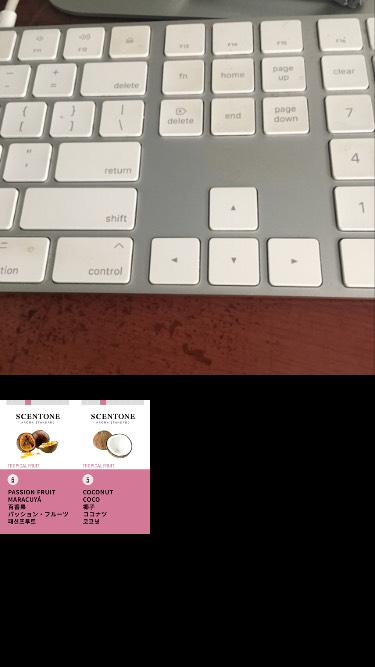 F11
F12
F13
F14
F15
F16
–
-
+
=
delete
fn
home
page
up
clear
{
[
}
]
|
\
delete
end
page
down
7
"
'
return
4
shift
1
=
tion
control
SCENTONE
AROMA STANDARD
TROPICAL FRUIT
6
PASSION FRUIT
MARACUYÁ
百香果
パッション・フルーツ
패션프루트
SCENTONE
AROMA STANDARD
TROPICAL FRUIT
5
COCONUT
COCO
椰子
ココナツ
코코넛